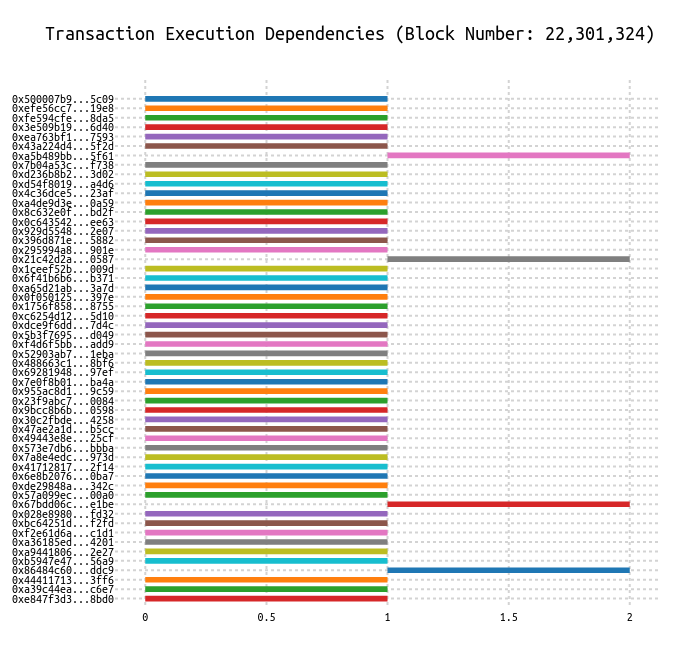 Transaction Execution Dependencies (Block Number: 22,301,324)
0x500007b9...5c09
0xefe56cc7...19e8
0xfe594cfe...8da5
0x3e509b19...6d40
0xea763bf1...7593
0x43a224d4...5f2d
0xa5b489bb...5f61
0x7b04a53c...f738
0xd236b8b2...3d02
0xd54f8019...a4d6
0x4c36dce5...23af
0xa4de9d3e...0a59
0x8c632e0f...bd2f
0x0c643542...ee63
0x929d5548...2e07
0x396d871e...5882
0x295994a8...901e
0x21c42d2a...0587
0x1ceef52b...009d
0x6f41b6b6...b371
0xa65d21ab...3a7d
0x0f050125...397e
0x1756f858...8755
0xc6254d12...5d10
0xdce9f6dd...7d4c
0x5b3f7695...d049
0xf4d6f5bb...add9
0x52903ab7...1eba
0x488663c1...8bf6
0x69281948...97ef
0x7e0f8b01...ba4a
0x955ac8d1...9c59
0x23f9abc7...0084
0x9bcc8b6b...0598
0x30c2fbde...4258
0x47ae2a1d...b5cc
0x49443e8e...25cf
0x573e7db6...bbba
0x7a8e4edc...973d
0x41712817...2f14
0x6e8b2076...0ba7
0xde29848a...342c
0x57a099ec...00a0
0x67bdd06c...e1be
0x028e8980...fd32
0xbc64251d...f2fd
0xf2e61d6a...c1d1
0xa36185ed...4201
0xa9441806...2e27
0xb5947e47...56a9
0x86484c60...ddc9
0x44411713...3ff6
0xa39c44ea...c6e7
0xe847f3d3...8bd0
0 0.5 1 1.5 2